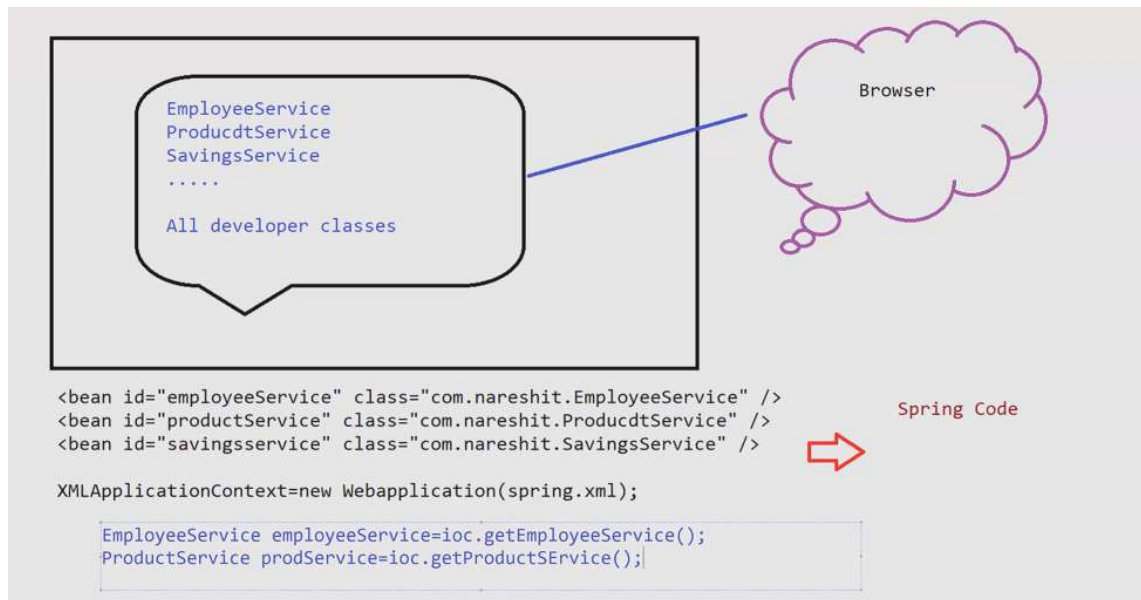 EmployeeService
ProducdtService
SavingsService
.....
All developer classes
Browser
<bean id="employeeService" class="com.nareshit.EmployeeService" />
<bean id="productService" class="com.nareshit.ProducdtService" />
<bean id="savingsservice" class="com.nareshit.SavingsService" />
Spring Code
XMLApplicationContext=new Webapplication(spring.xml);
EmployeeService employeeService=ioc.getEmployeeService();
ProductService prodService=ioc.getProductSErvice();